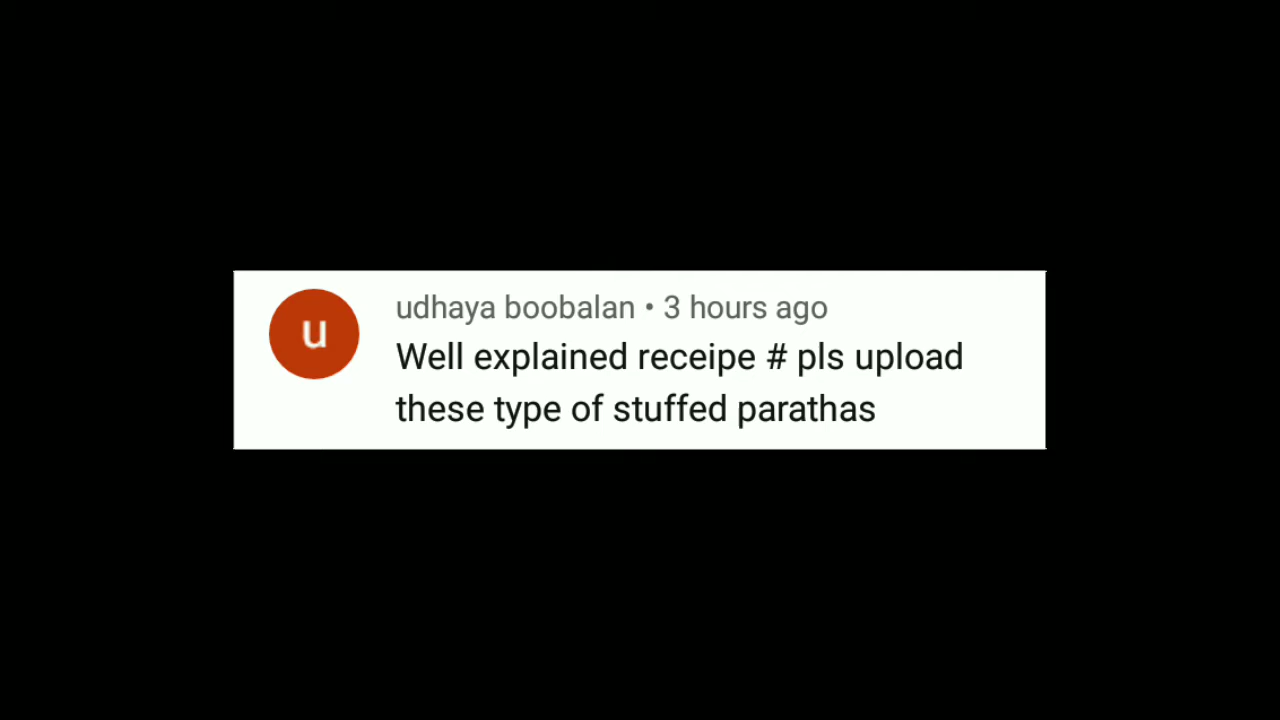 u
udhaya boobalan • 3 hours ago
Well explained receipe # pls upload
these type of stuffed parathas